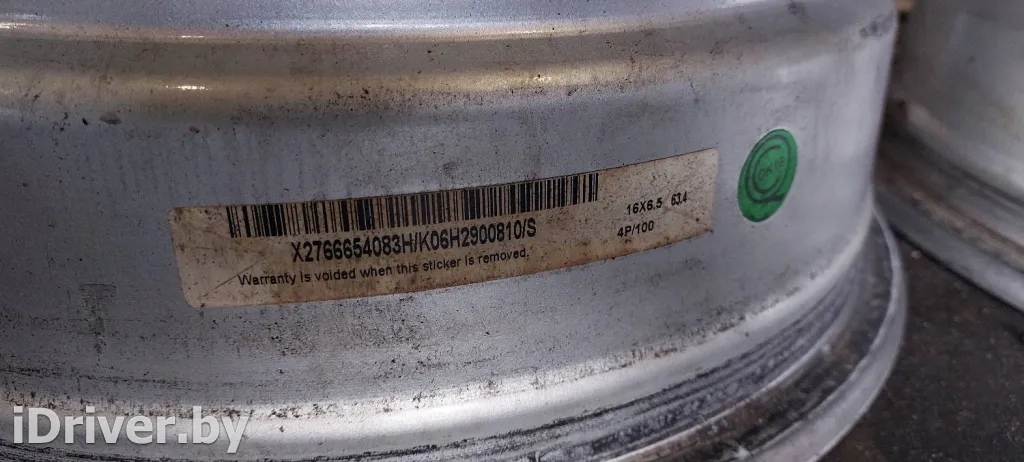 X2766654083H/K06H2900810/S
16X6.5 63.4
4P/100
Warranty is voided when this sticker is removed.
iDriver.by